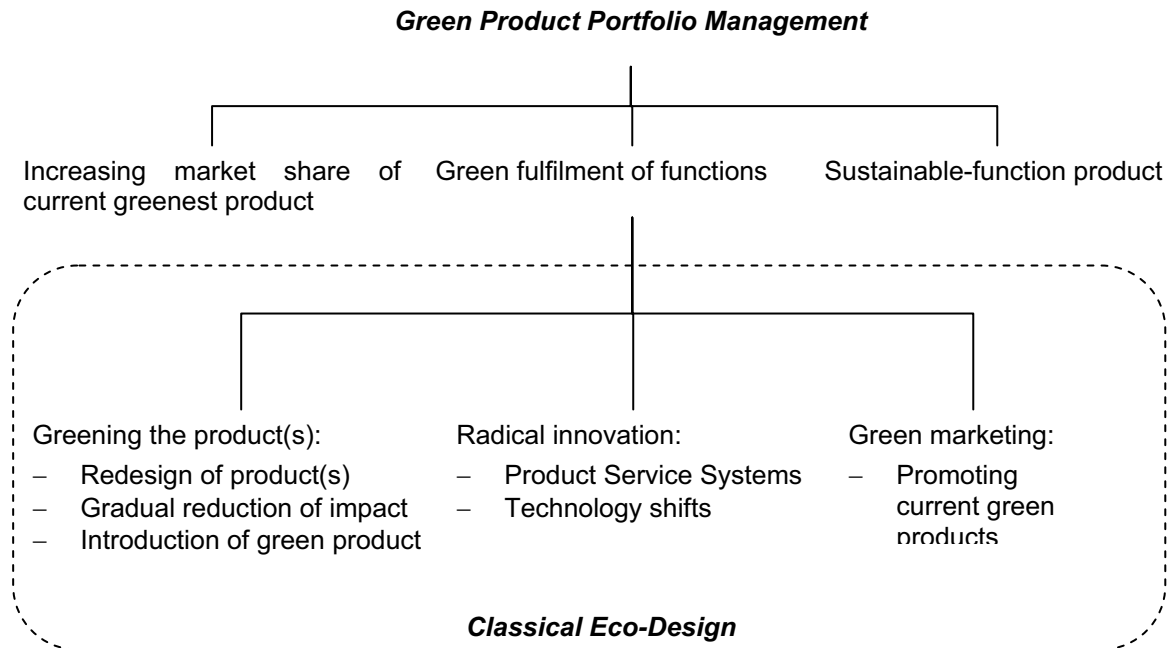 Green Product Portfolio Management
Increasing market share of
current greenest product
Green fulfilment of functions
Sustainable-function product
Greening the product(s):
– Redesign of product(s)
– Gradual reduction of impact
– Introduction of green product
Radical innovation:
– Product Service Systems
– Technology shifts
Green marketing:
– Promoting
current green
products
Classical Eco-Design